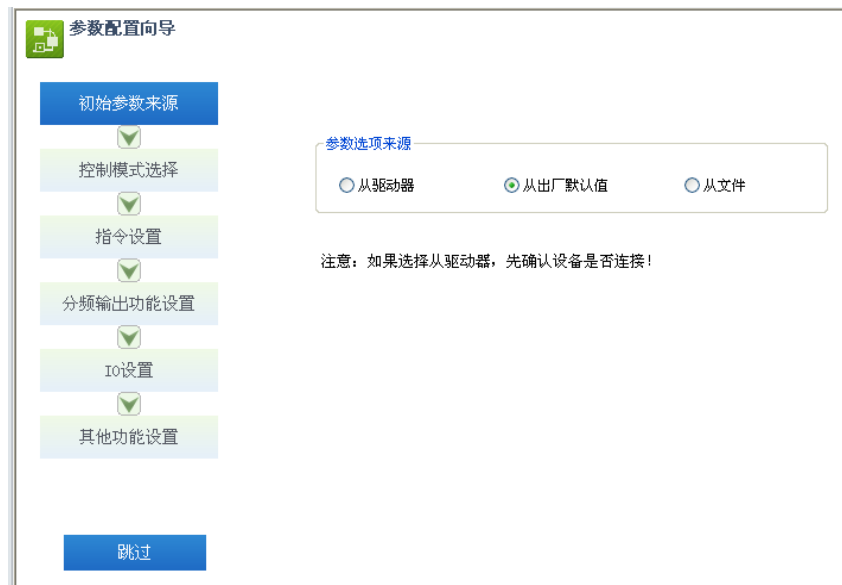 参数配置向导
初始参数来源
控制模式选择
指令设置
分频输出功能设置
IO设置
其他功能设置
跳过
参数选项来源
从驱动器 从出厂默认值 从文件
注意：如果选择从驱动器，先确认设备是否连接！